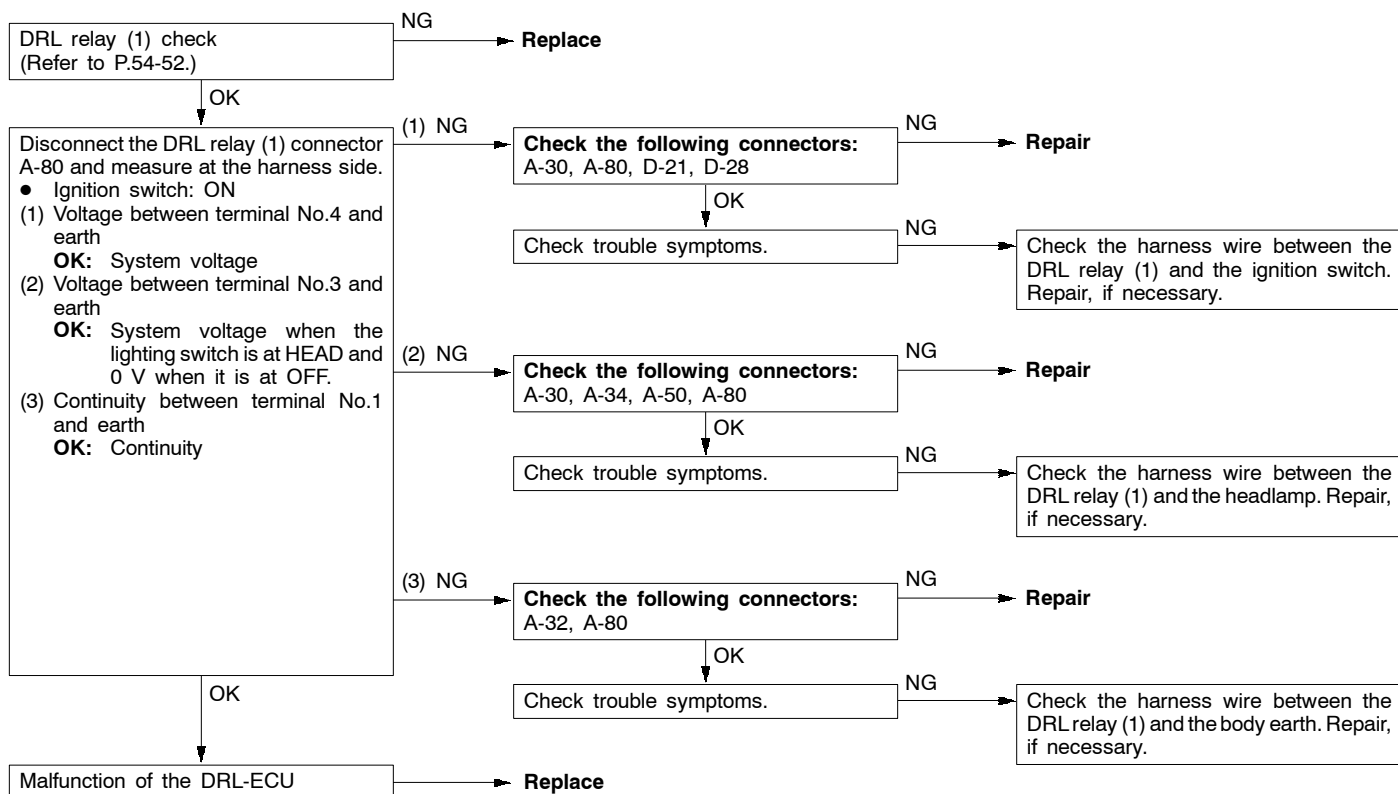 DRL relay (1) check
(Refer to P.54-52.)
NG
Replace
OK
Disconnect the DRL relay (1) connector
A-80 and measure at the harness side.
● Ignition switch: ON
(1) Voltage between terminal No.4 and
earth
OK: System voltage
(2) Voltage between terminal No.3 and
earth
OK: System voltage when the
lighting switch is at HEAD and
0 V when it is at OFF.
(3) Continuity between terminal No.1
and earth
OK: Continuity
(1) NG
Check the following connectors:
A-30, A-80, D-21, D-28
NG
Repair
OK
Check trouble symptoms.
NG
Check the harness wire between the
DRL relay (1) and the ignition switch.
Repair, if necessary.
(2) NG
Check the following connectors:
A-30, A-34, A-50, A-80
NG
Repair
OK
Check trouble symptoms.
NG
Check the harness wire between the
DRL relay (1) and the headlamp. Repair,
if necessary.
(3) NG
Check the following connectors:
A-32, A-80
NG
Repair
OK
Check trouble symptoms.
NG
Check the harness wire between the
DRL relay (1) and the body earth. Repair,
if necessary.
OK
Malfunction of the DRL-ECU
Replace